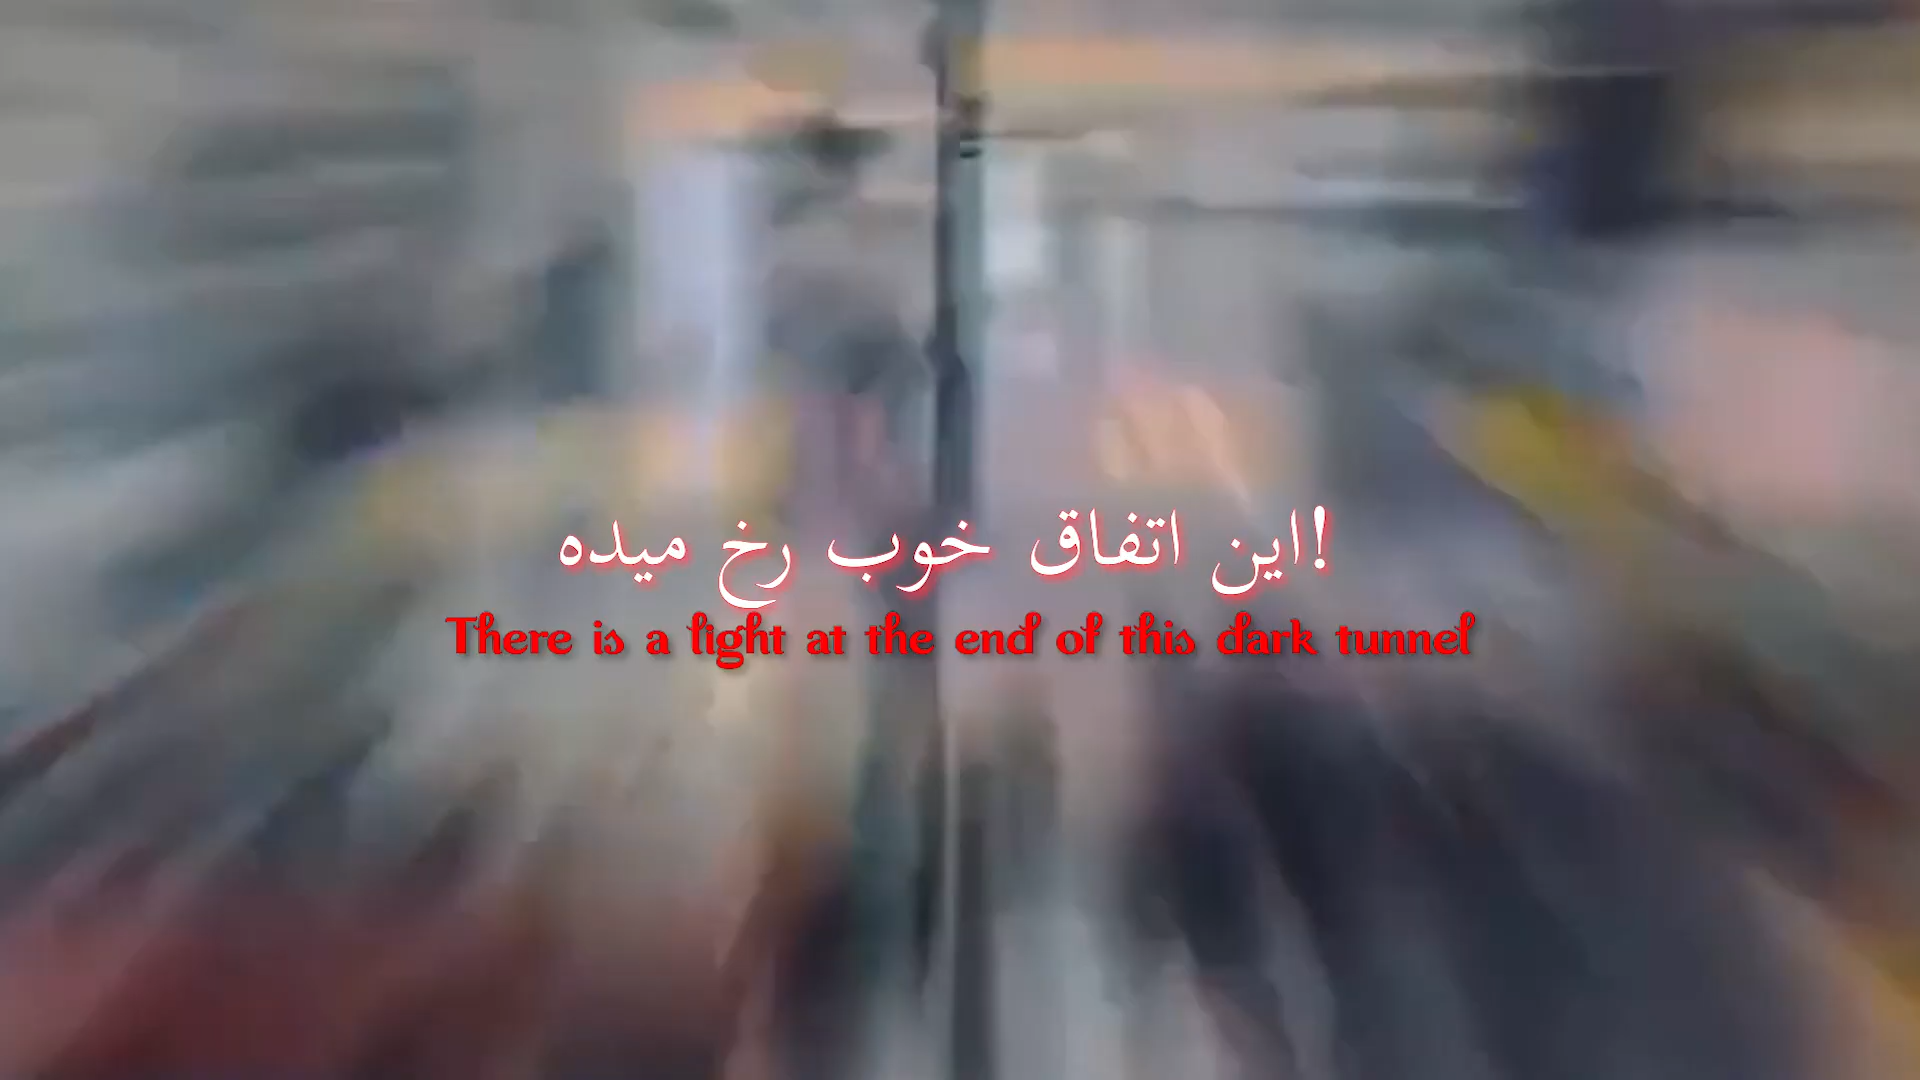 این اتفاق خوب رخ میده!
There is a light at the end of this dark tunnel